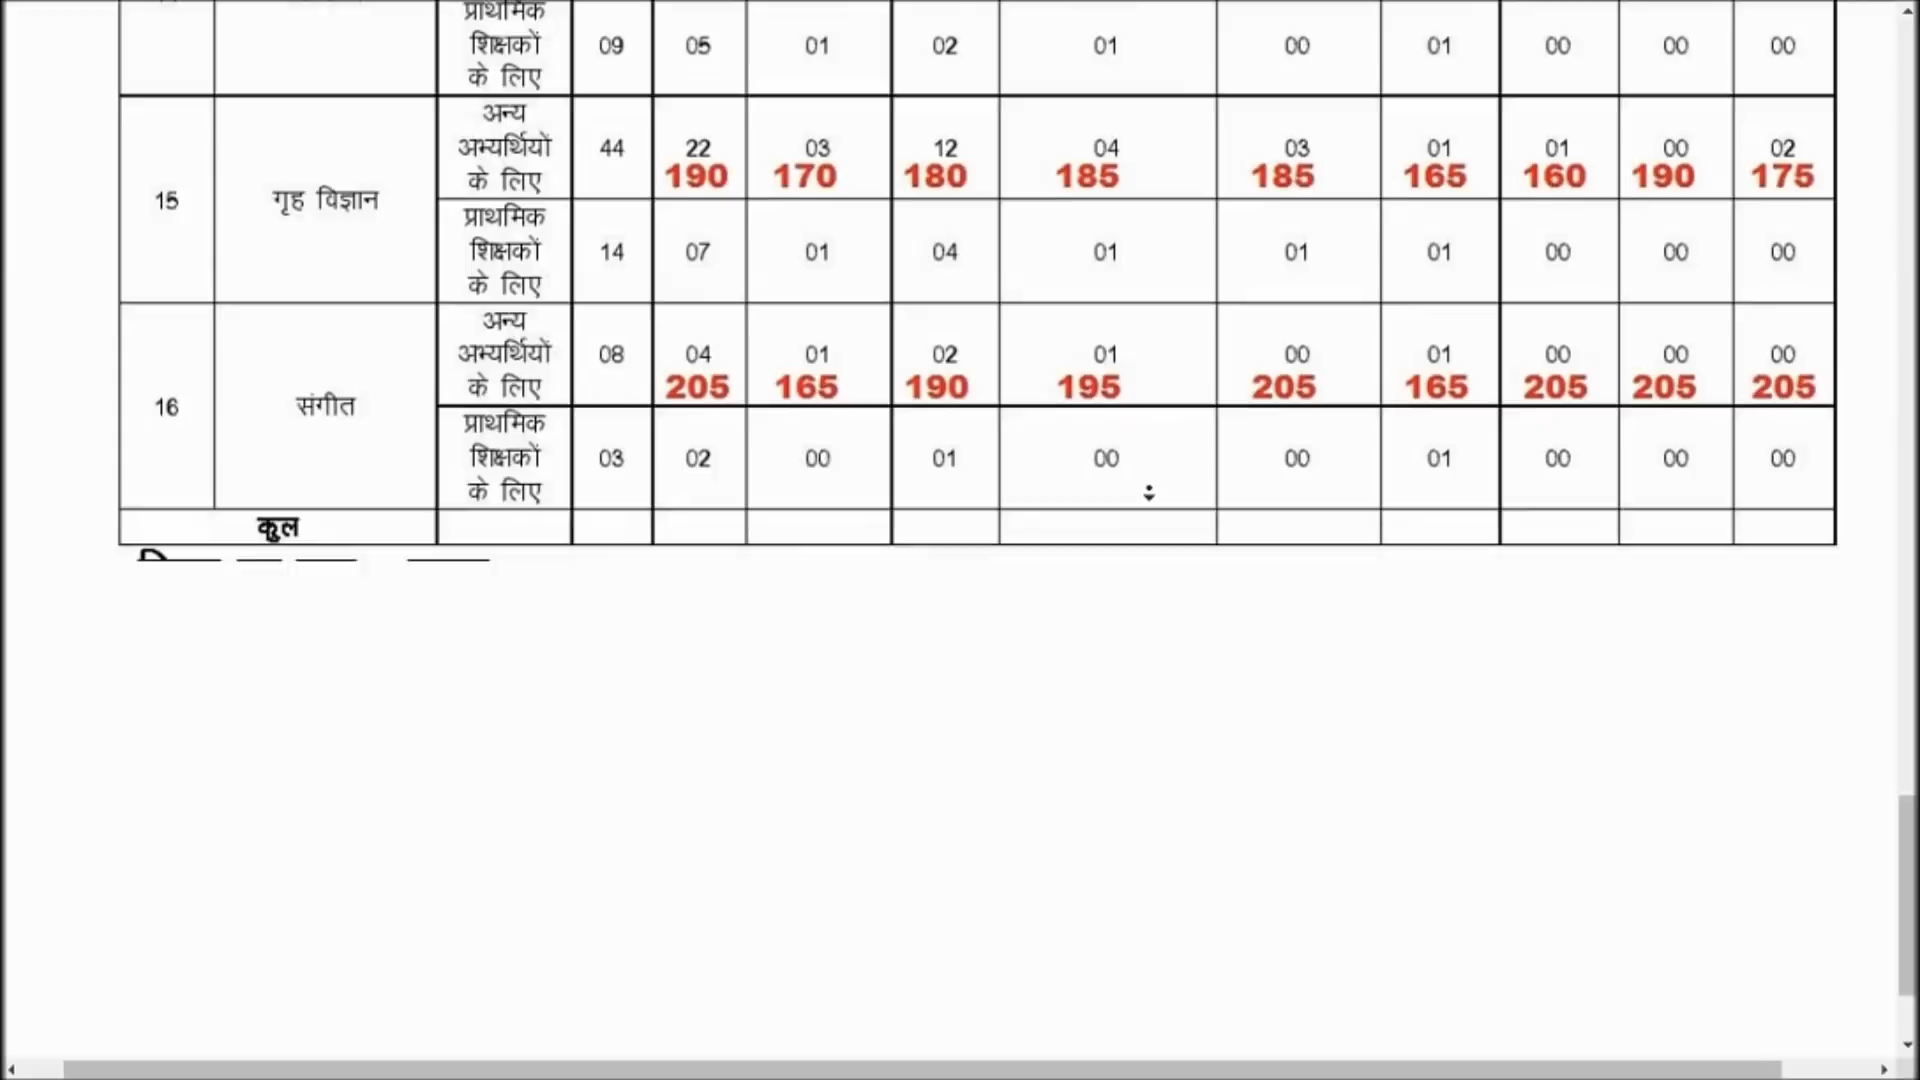 प्राथमिक
शिक्षकों
के लिए
09 05 01 02 01 00 01 00 00 00
15 गृह विज्ञान
अन्य
अभ्यर्थियों
के लिए
44 22 03 12 04 03 01 01 00 02
190 170 180 185 185 165 160 190 175
प्राथमिक
शिक्षकों
के लिए
14 07 01 04 01 01 01 00 00 00
16 संगीत
अन्य
अभ्यर्थियों
के लिए
08 04 01 02 01 00 01 00 00 00
205 165 190 195 205 165 205 205 205
प्राथमिक
शिक्षकों
के लिए
03 02 00 01 00 00 01 00 00 00
कुल